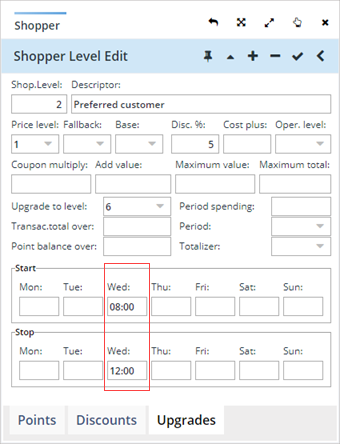 Shopper
Shopper Level Edit
Shop.Level: Descriptor:
2 Preferred customer
Price level: Fallback: Base: Disc. %: Cost plus: Oper. level:
1 5
Coupon multiply: Add value: Maximum value: Maximum total:
Upgrade to level: 6 Period spending:
Transac.total over: Period:
Point balance over: Totalizer:
Start
Mon: Tue: Wed: Thu: Fri: Sat: Sun:
08:00
Stop
Mon: Tue: Wed: Thu: Fri: Sat: Sun:
12:00
Points Discounts Upgrades